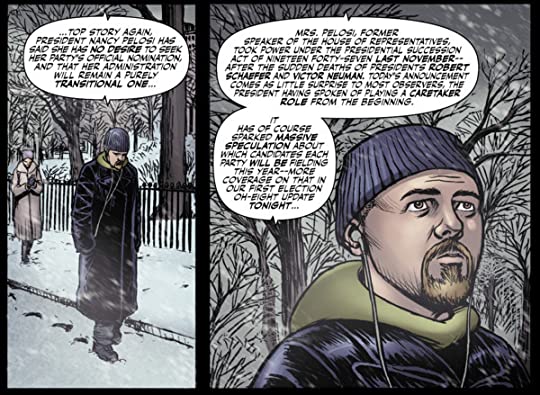 ...TOP STORY AGAIN,
PRESIDENT NANCY PELOSI HAS
SAID SHE HAS NO DESIRE TO SEEK
HER PARTY'S OFFICIAL NOMINATION,
AND THAT HER ADMINISTRATION
WILL REMAIN A PURELY
TRANSITIONAL ONE...
MRS. PELOSI, FORMER
SPEAKER OF THE HOUSE OF REPRESENTATIVES,
TOOK POWER UNDER THE PRESIDENTIAL SUCCESSION
ACT OF NINETEEN FORTY-SEVEN LAST NOVEMBER--
AFTER THE SUDDEN DEATHS OF PRESIDENTS ROBERT
SCHAEFER AND VICTOR NEUMAN. TODAY'S ANNOUNCEMENT
COMES AS LITTLE SURPRISE TO MOST OBSERVERS, THE
PRESIDENT HAVING SPOKEN OF PLAYING A CARETAKER
ROLE FROM THE BEGINNING.
IT
HAS OF COURSE
SPARKED MASSIVE
SPECULATION ABOUT
WHICH CANDIDATES EACH
PARTY WILL BE FIELDING
THIS YEAR--MORE
COVERAGE ON THAT IN
OUR FIRST ELECTION
OH-EIGHT UPDATE
TONIGHT...